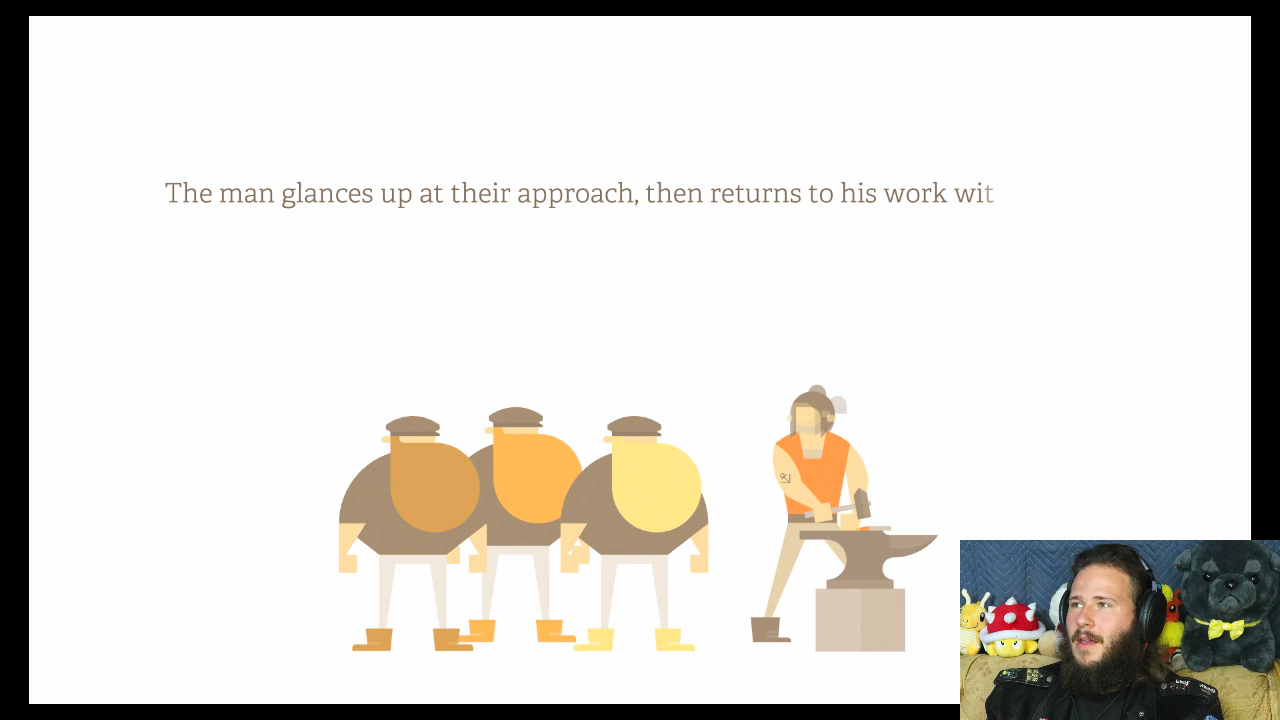 The man glances up at their approach, then returns to his work wit